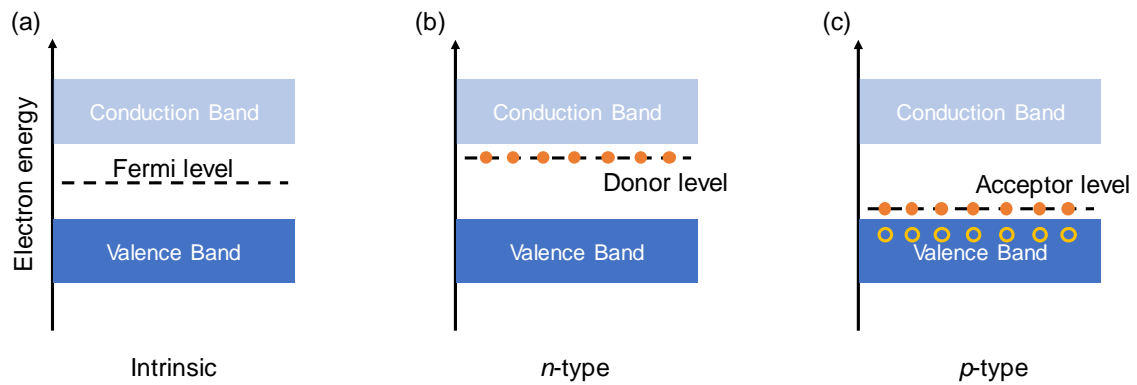 (a)
(b)
(c)
Electron energy
Conduction Band
Conduction Band
Conduction Band
Fermi level
Donor level
Acceptor level
Valence Band
Valence Band
Valence Band
Intrinsic
n-type
p-type